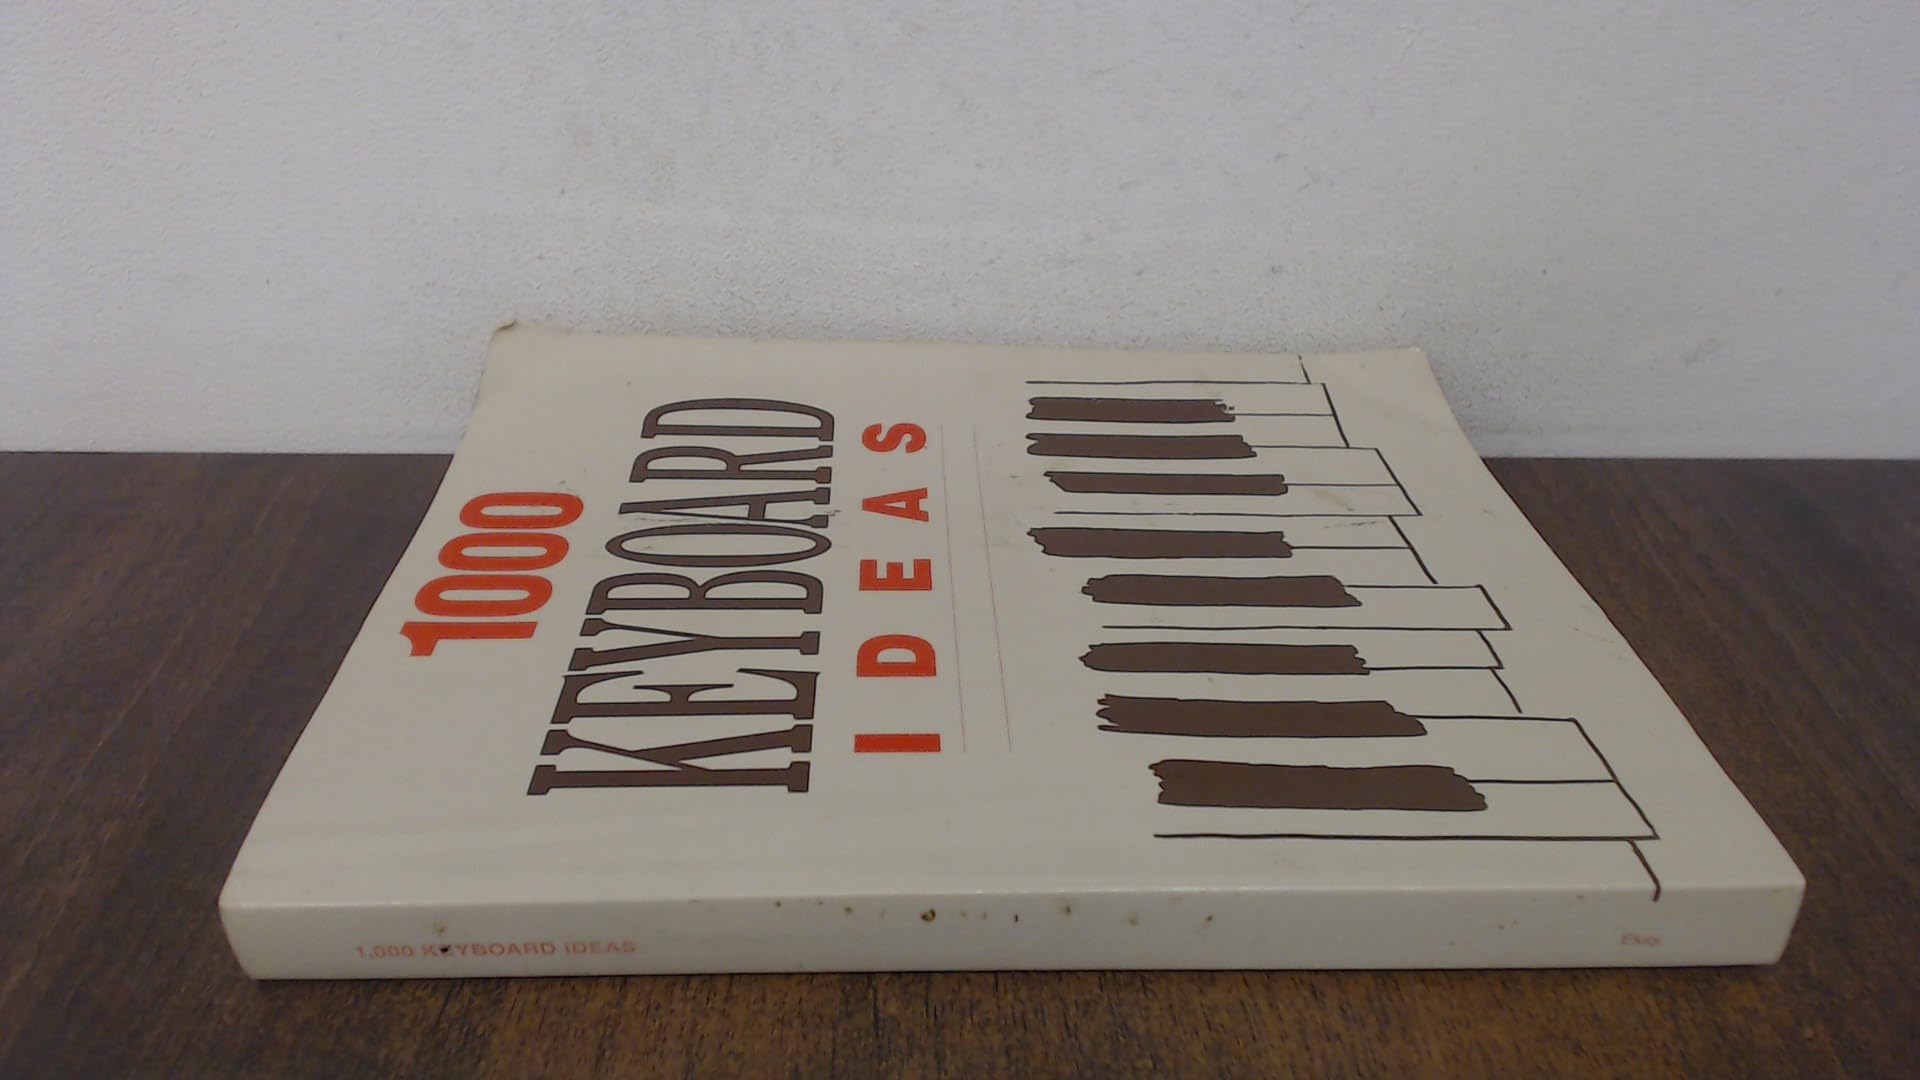 1000
KEYBOARD
IDEAS
1,000 KEYBOARD IDEAS